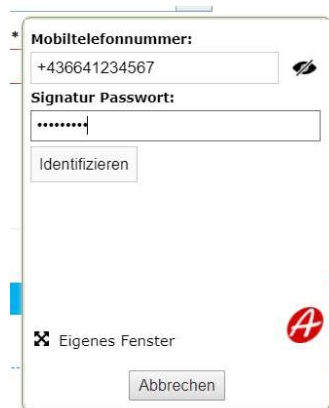 *
Mobiltelefonnummer:
+436641234567
Signatur Passwort:
•••••••••
Identifizieren
Eigenes Fenster
Abbrechen